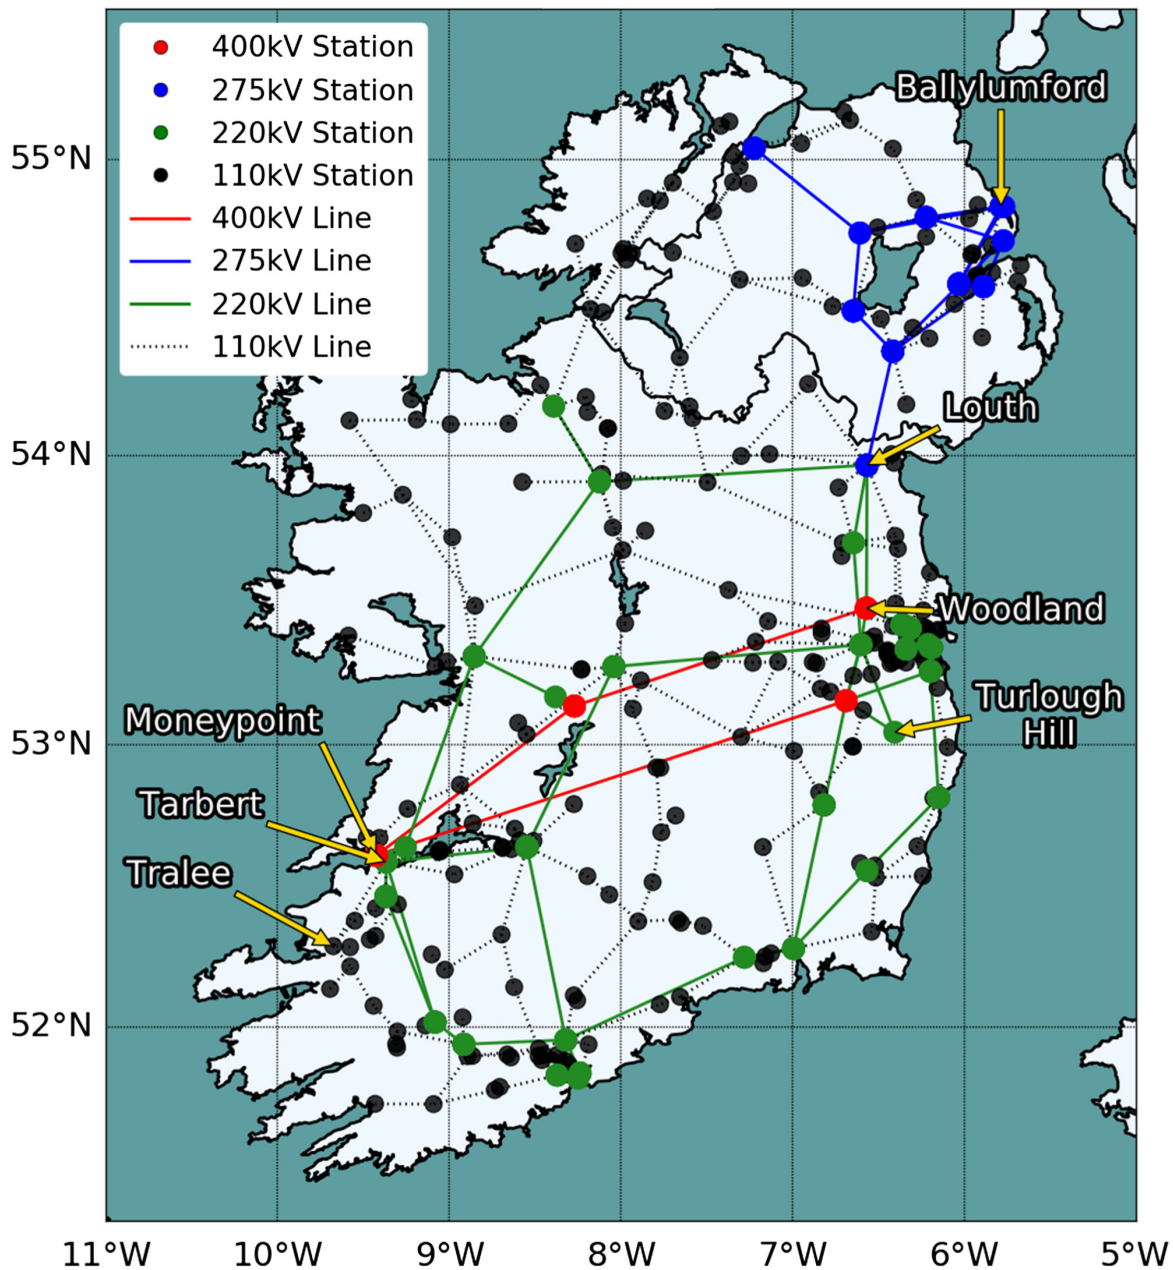 400kV Station
275kV Station
220kV Station
110kV Station
400kV Line
275kV Line
220kV Line
110kV Line
Ballylumford
55°N
Louth
54°N
Woodland
Turlough
Hill
Moneypoint
53°N
Tarbert
Tralee
52°N
11°W 10°W 9°W 8°W 7°W 6°W 5°W